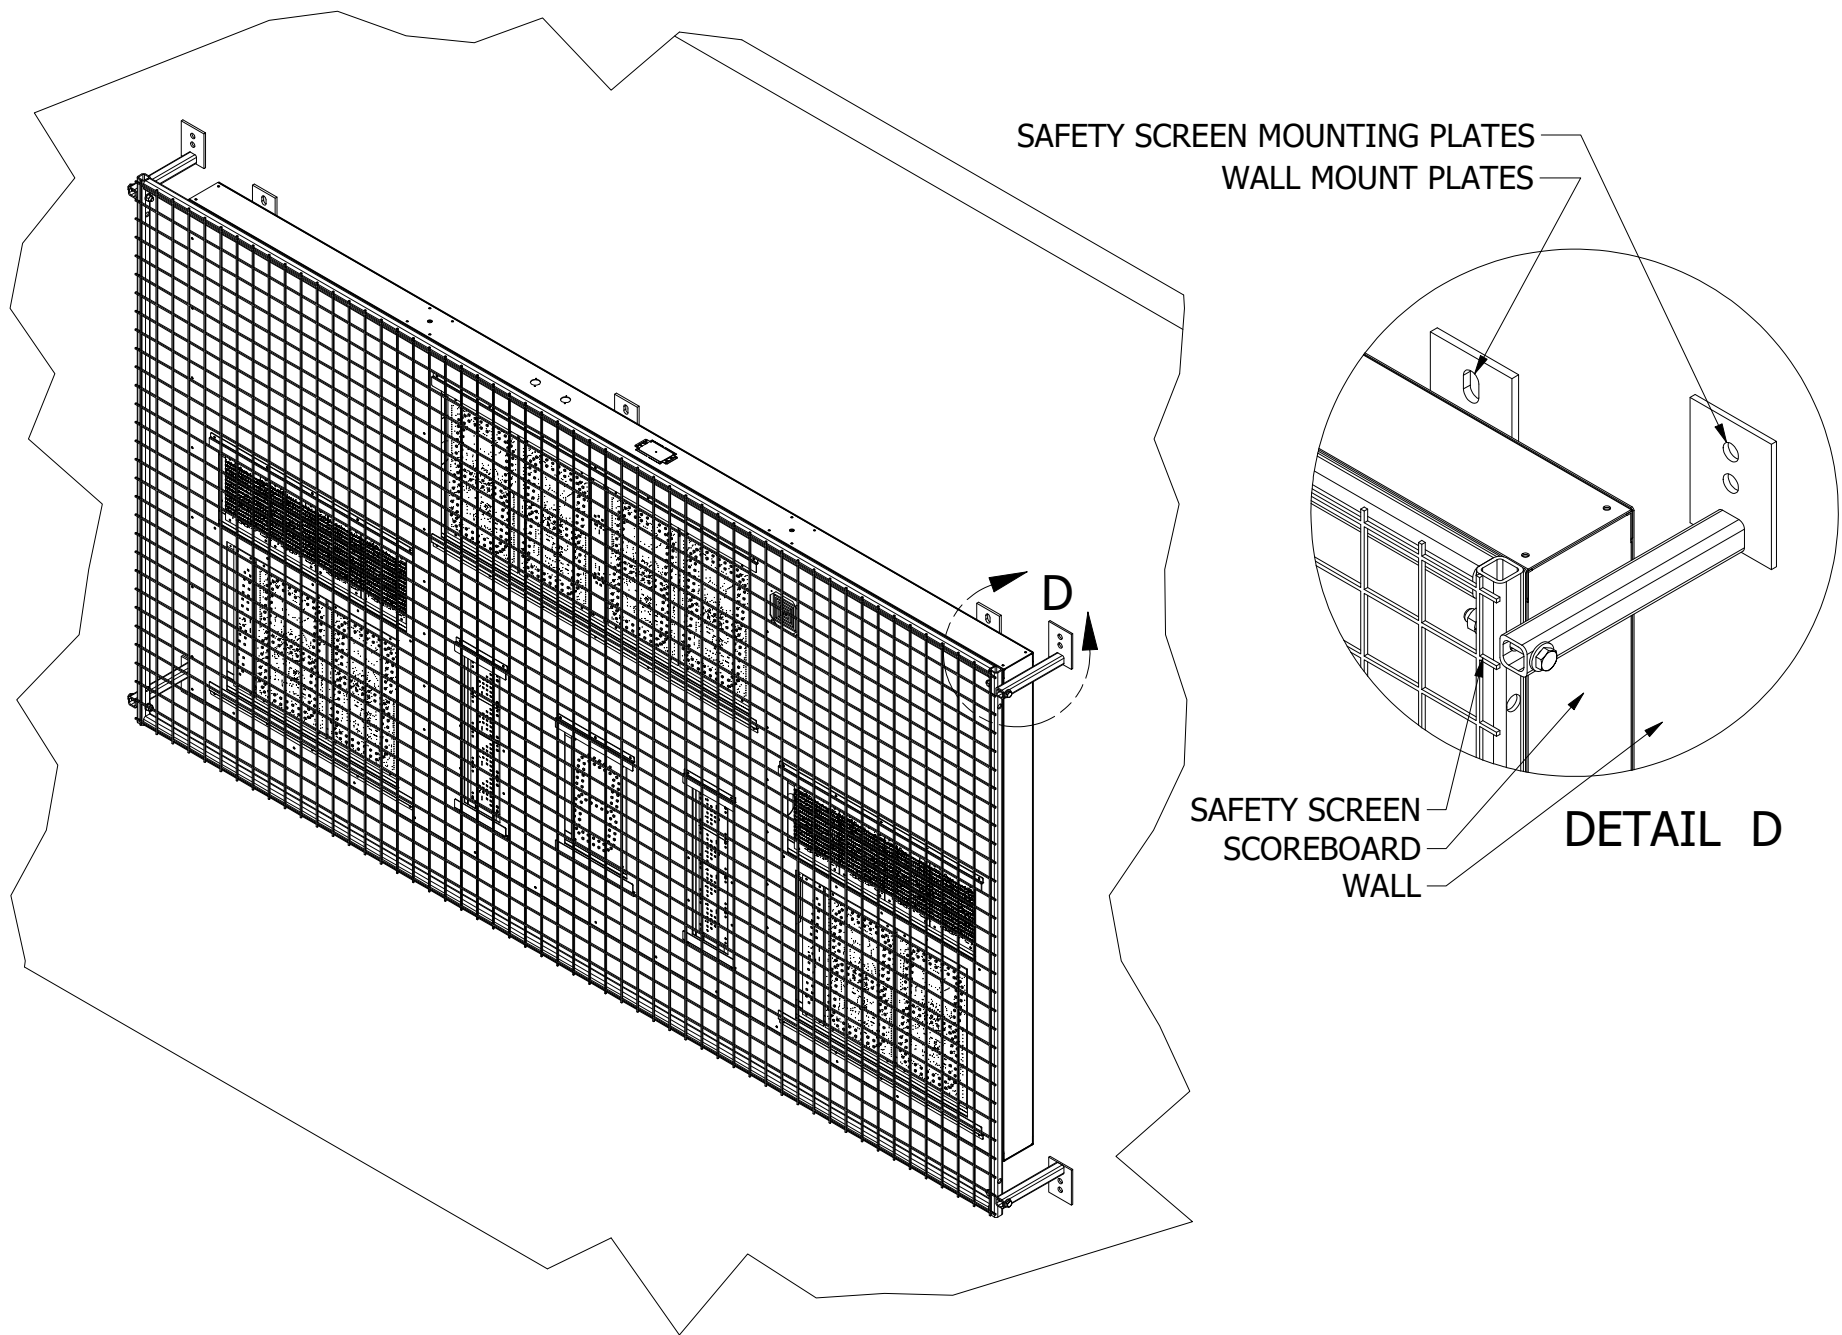 SAFETY SCREEN MOUNTING PLATES
WALL MOUNT PLATES
D
SAFETY SCREEN
SCOREBOARD
WALL
DETAIL D